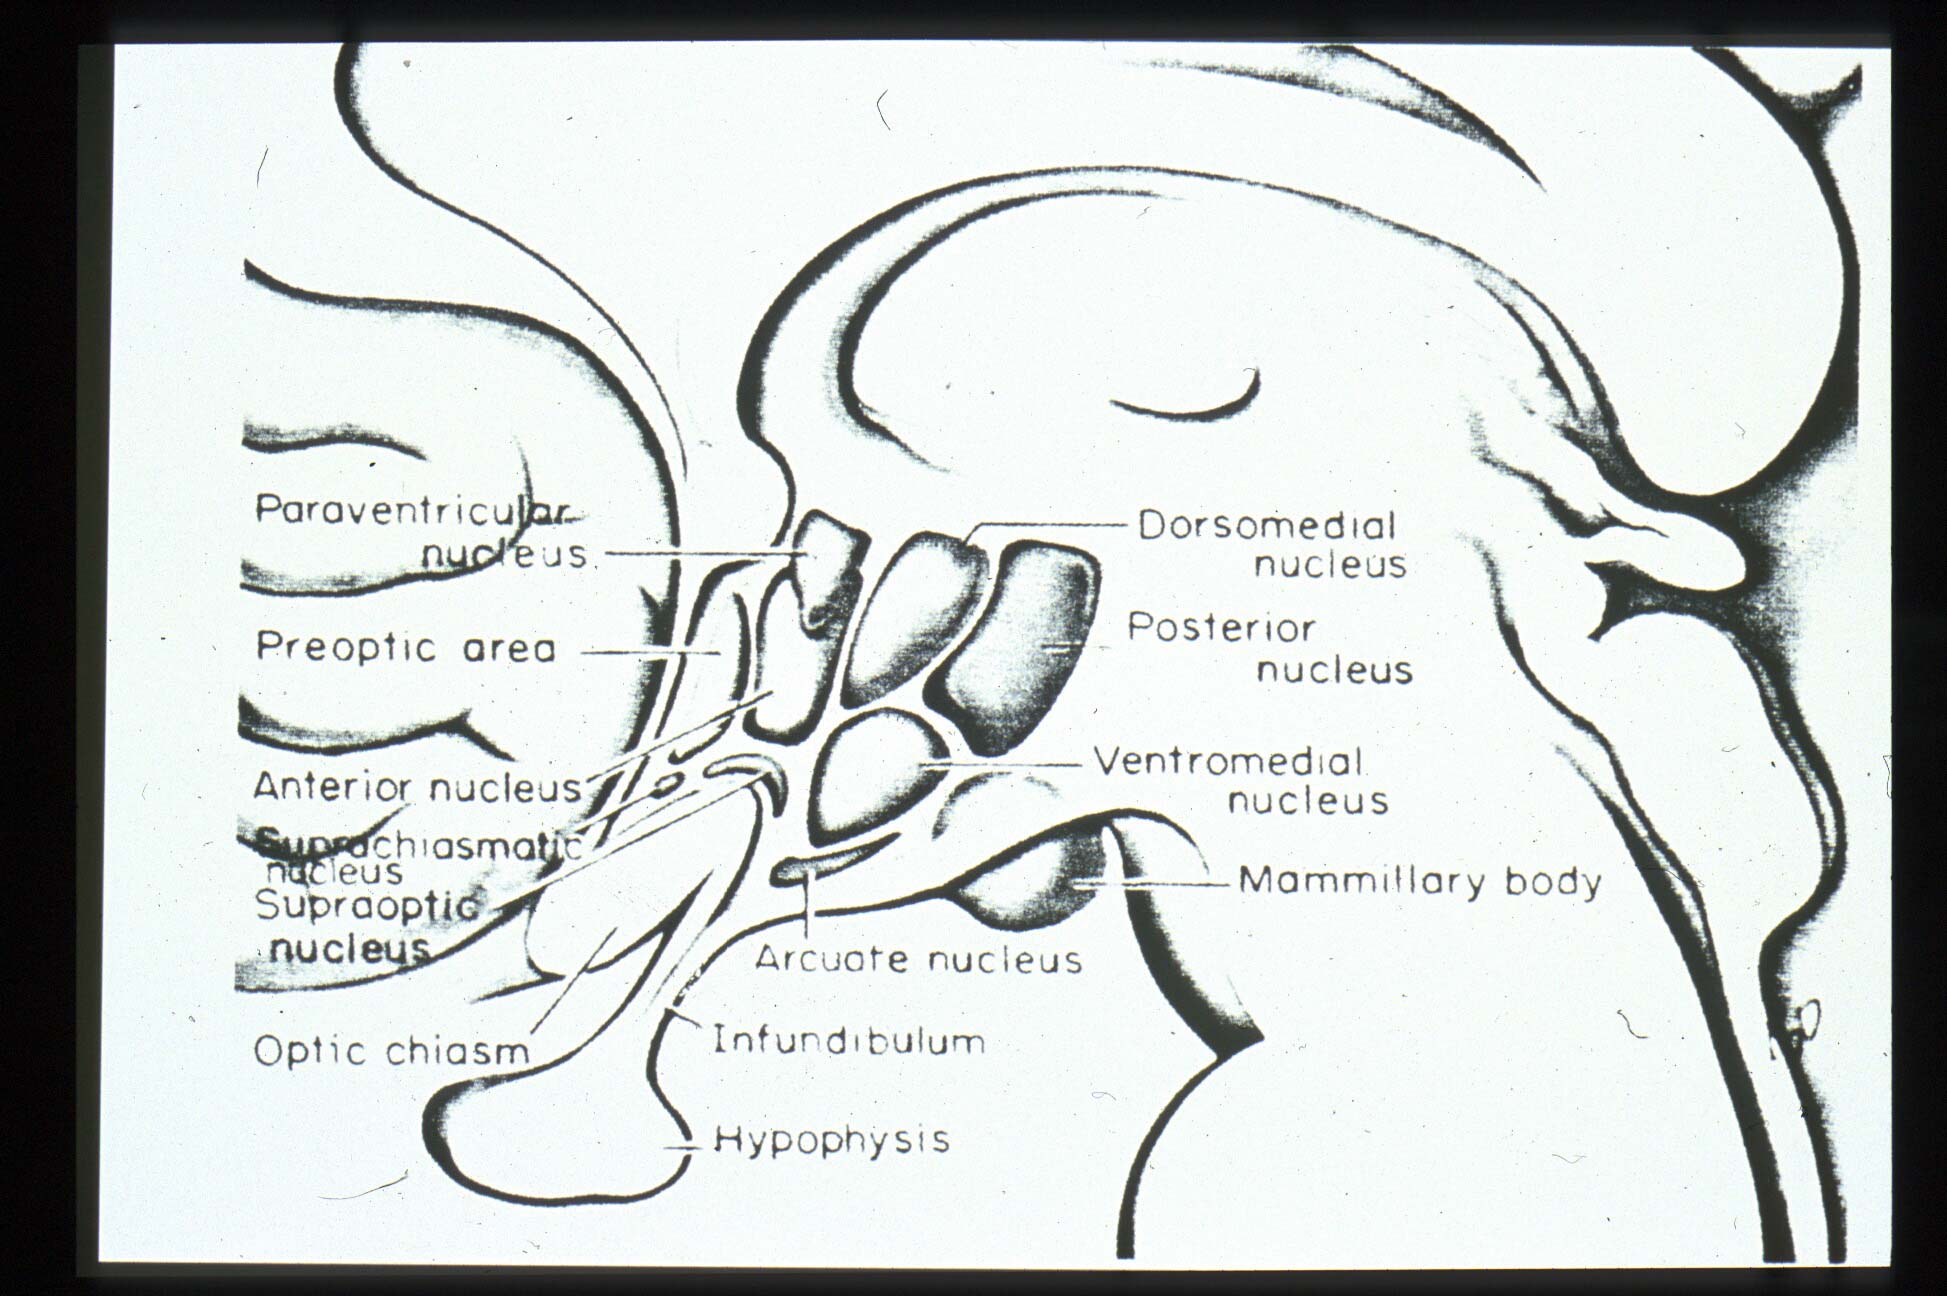 Paraventricular
nucleus
Preoptic area
Anterior nucleus
Suprachiasmatic
nucleus
Supraoptic
nucleus
Optic chiasm
Dorsomedial
nucleus
Posterior
nucleus
Ventromedial
nucleus
Mammillary body
Arcuate nucleus
Infundibulum
Hypophysis